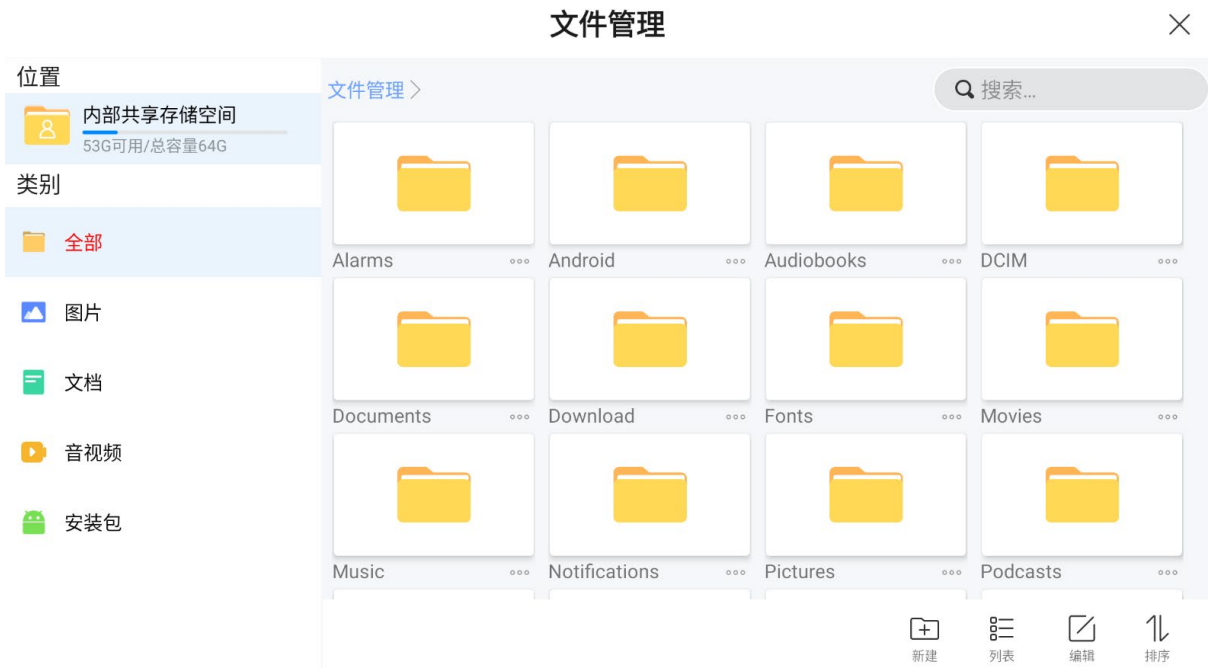 文件管理
位置
内部共享存储空间
53G可用/总容量64G
类别
全部
图片
文档
音视频
安装包
文件管理
搜索...
Alarms
Android
Audiobooks
DCIM
Documents
Download
Fonts
Movies
Music
Notifications
Pictures
Podcasts
新建
列表
编辑
排序